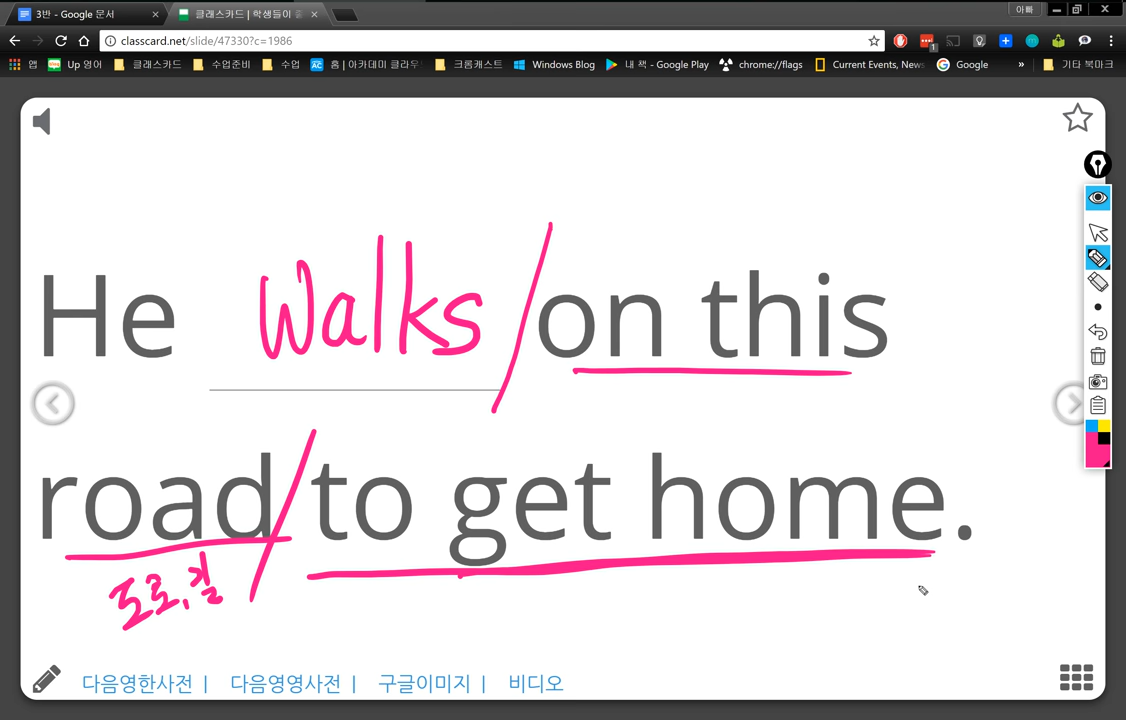 3반 - Google 문서
클래스카드 | 학생들이 좋
아빠
classcard.net/slide/47330?c=1986
1
앱 Up 영어 클래스카드 수업준비 수업 홈 | 아카데미 클라우 크롬캐스트 Windows Blog 내 책 - Google Play chrome://flags Current Events, News Google » 기타 북마크
He Walks / on this
road / to get home.
도로, 길
다음영한사전 | 다음영영사전 | 구글이미지 | 비디오